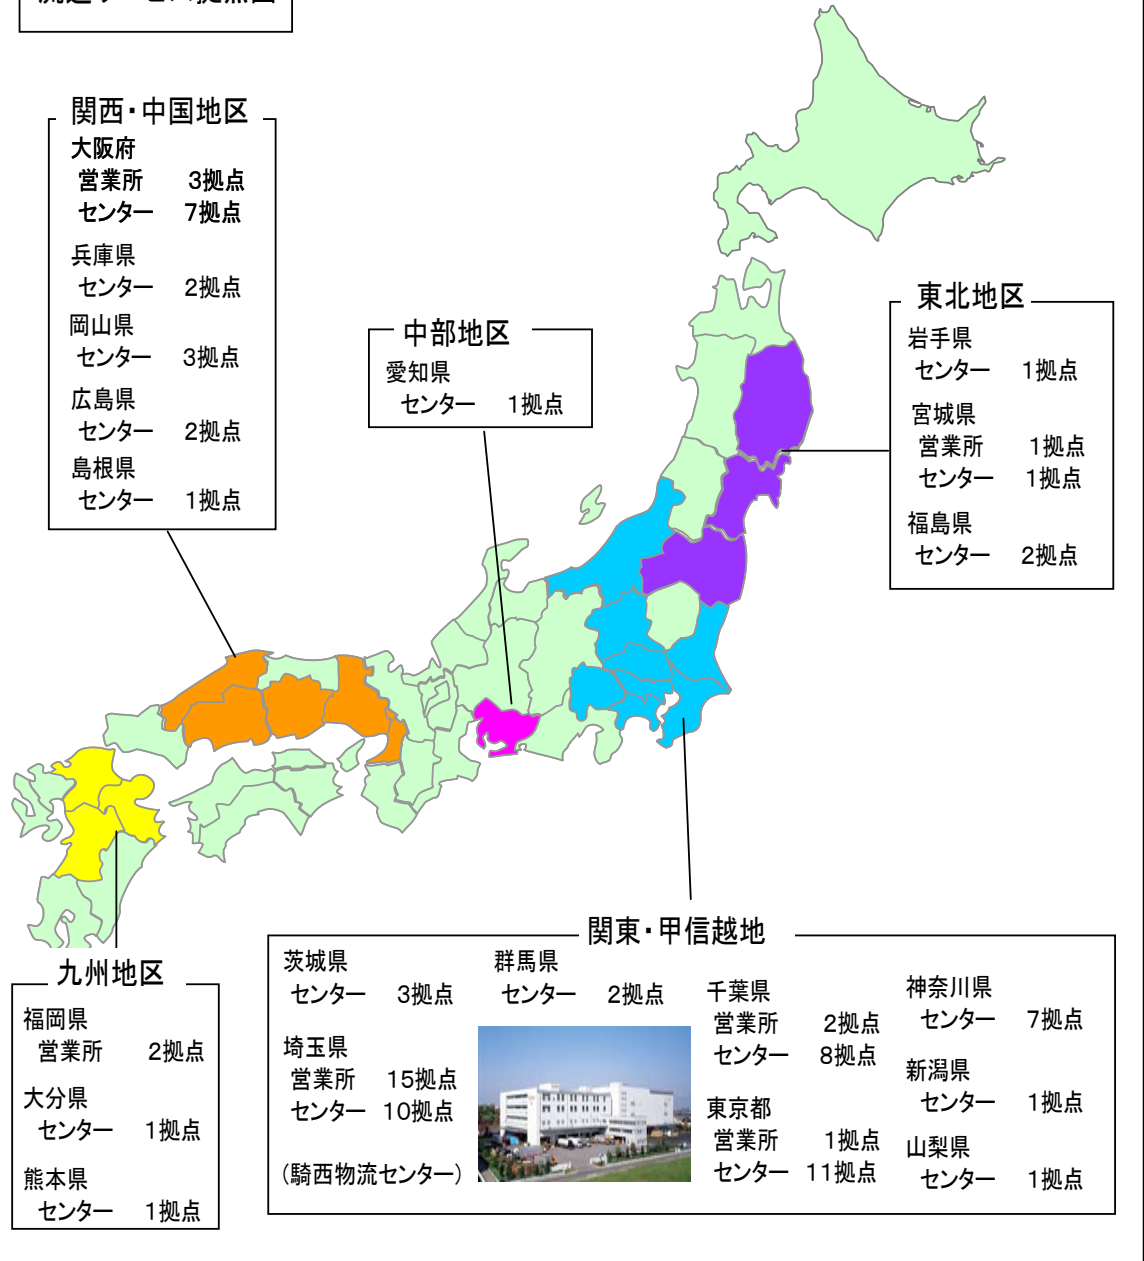 関西・中国地区
大阪府
営業所 3拠点
センター 7拠点
兵庫県
センター 2拠点
岡山県
センター 3拠点
広島県
センター 2拠点
島根県
センター 1拠点
中部地区
愛知県
センター 1拠点
東北地区
岩手県
センター 1拠点
宮城県
営業所 1拠点
センター 1拠点
福島県
センター 2拠点
九州地区
福岡県
営業所 2拠点
大分県
センター 1拠点
熊本県
センター 1拠点
関東・甲信越地
茨城県
センター 3拠点
埼玉県
営業所 15拠点
センター 10拠点
(騎西物流センター)
群馬県
センター 2拠点
千葉県
営業所 2拠点
センター 8拠点
東京都
営業所 1拠点
センター 11拠点
神奈川県
センター 7拠点
新潟県
センター 1拠点
山梨県
センター 1拠点